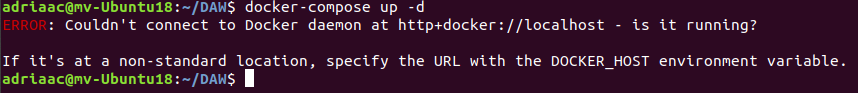 adriaac@mv-Ubuntu18:~/DAW$ docker-compose up -d
ERROR: Couldn't connect to Docker daemon at http+docker://localhost - is it running?
If it's at a non-standard location, specify the URL with the DOCKER_HOST environment variable.
adriaac@mv-Ubuntu18:~/DAW$